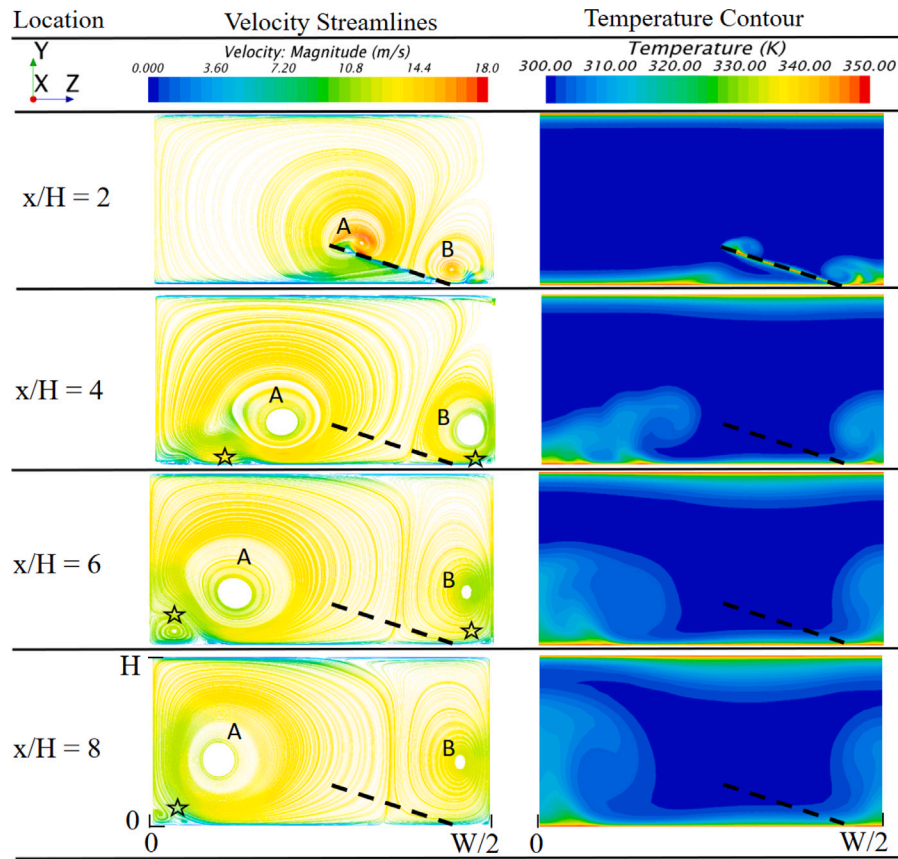 Location Velocity Streamlines Temperature Contour
Y
X Z
Velocity: Magnitude (m/s)
0.000 3.60 7.20 10.8 14.4 18.0
Temperature (K)
300.00 310.00 320.00 330.00 340.00 350.00
x/H = 2
A
B
x/H = 4
A
B
x/H = 6
A
B
x/H = 8
H
A
B
0
0 W/2 0 W/2